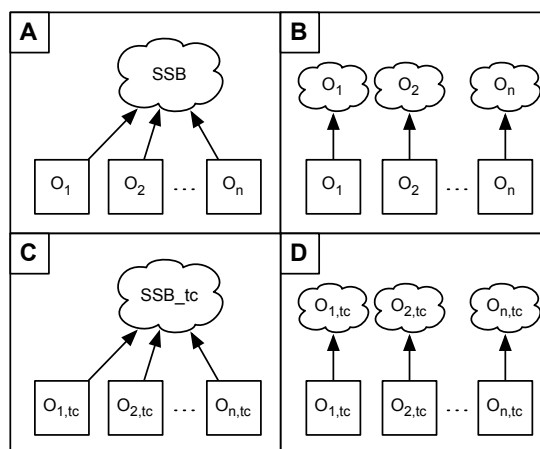 A
SSB
O1 O2 ... On
B
O1 O2 On
O1 O2 ... On
C
SSB_tc
O1,tc O2,tc ... On,tc
D
O1,tc O2,tc On,tc
O1,tc O2,tc ... On,tc